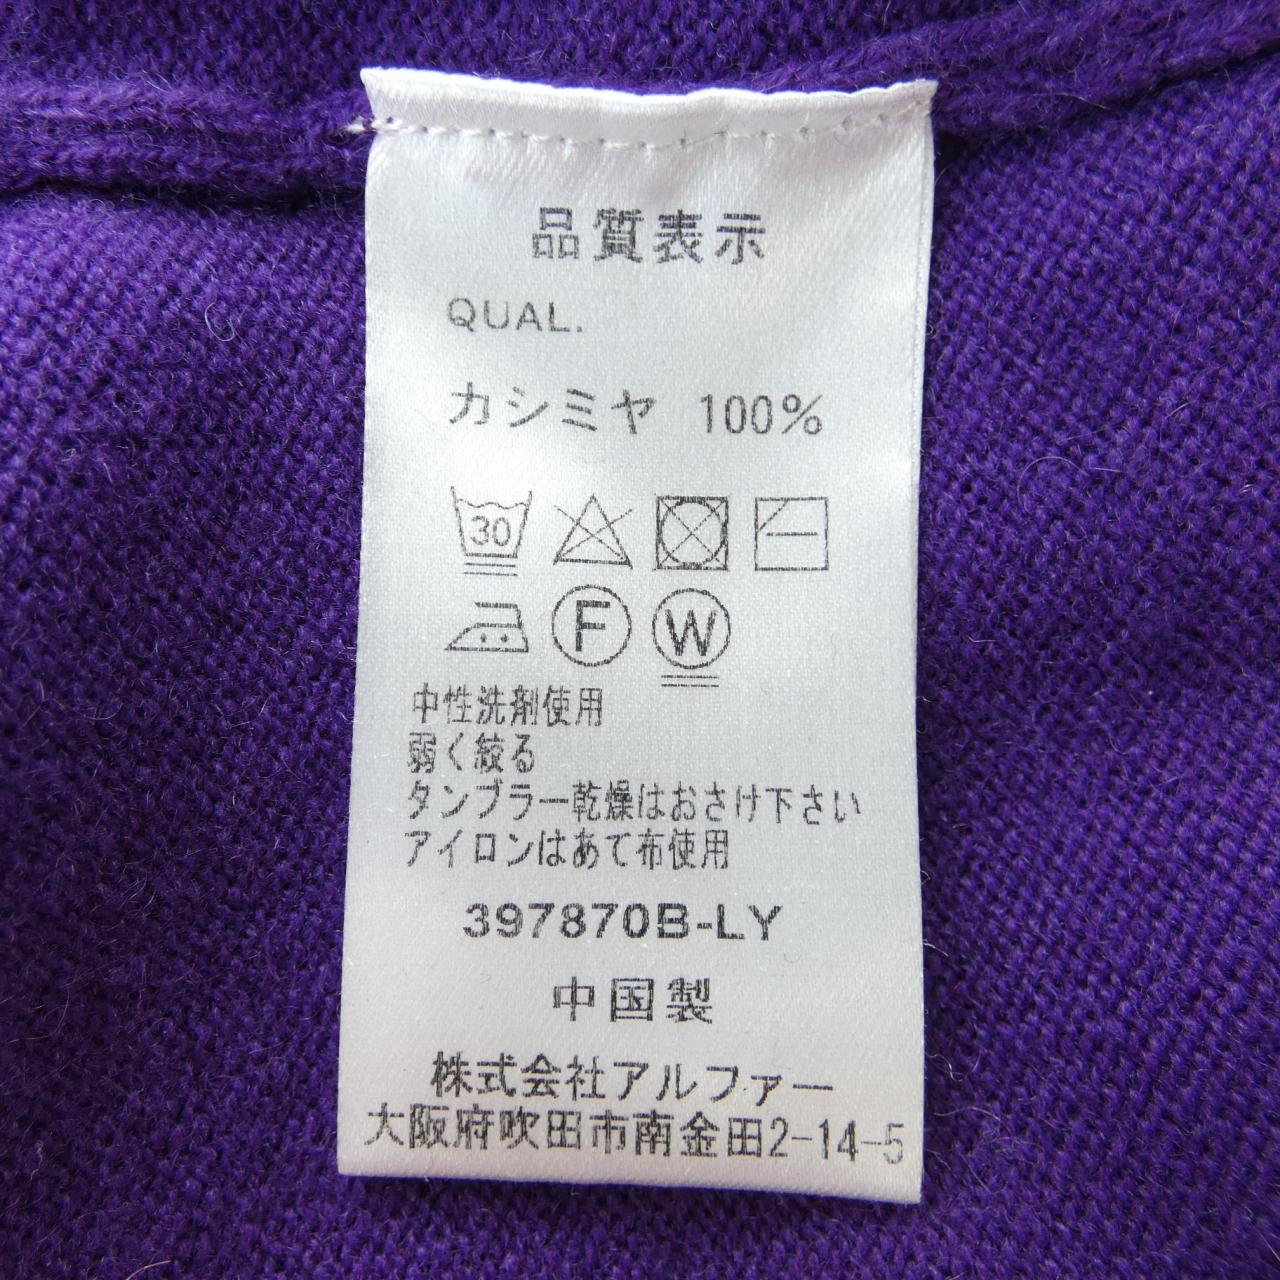 品質表示
QUAL.
カシミヤ 100%
30
F W
中性洗剤使用
弱く絞る
タンブラー乾燥はおさけ下さい
アイロンはあて布使用
397870B-LY
中国製
株式会社アルファー
大阪府吹田市南金田2-14-5